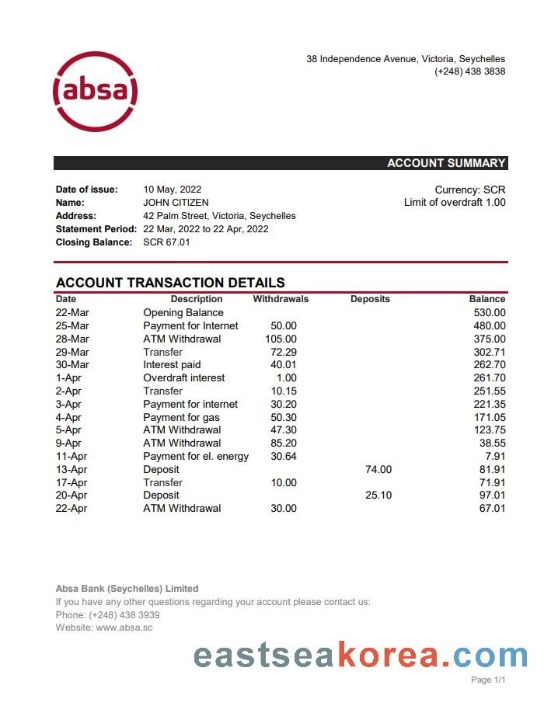 38 Independence Avenue, Victoria, Seychelles
(+248) 438 3838
absa
ACCOUNT SUMMARY
Date of issue: 10 May, 2022 Currency: SCR
Name: JOHN CITIZEN Limit of overdraft 1.00
Address: 42 Palm Street, Victoria, Seychelles
Statement Period: 22 Mar, 2022 to 22 Apr, 2022
Closing Balance: SCR 67.01
ACCOUNT TRANSACTION DETAILS
Date Description Withdrawals Deposits Balance
22-Mar Opening Balance 530.00
25-Mar Payment for Internet 50.00 480.00
28-Mar ATM Withdrawal 105.00 375.00
29-Mar Transfer 72.29 302.71
30-Mar Interest paid 40.01 262.70
1-Apr Overdraft interest 1.00 261.70
2-Apr Transfer 10.15 251.55
3-Apr Payment for internet 30.20 221.35
4-Apr Payment for gas 50.30 171.05
5-Apr ATM Withdrawal 47.30 123.75
9-Apr ATM Withdrawal 85.20 38.55
11-Apr Payment for el. energy 30.64 7.91
13-Apr Deposit 74.00 81.91
17-Apr Transfer 10.00 71.91
20-Apr Deposit 25.10 97.01
22-Apr ATM Withdrawal 30.00 67.01
Absa Bank (Seychelles) Limited
If you have any other questions regarding your account please contact us:
Phone: (+248) 438 3939
Website: www.absa.sc
eastseakorea.com
Page 1/1